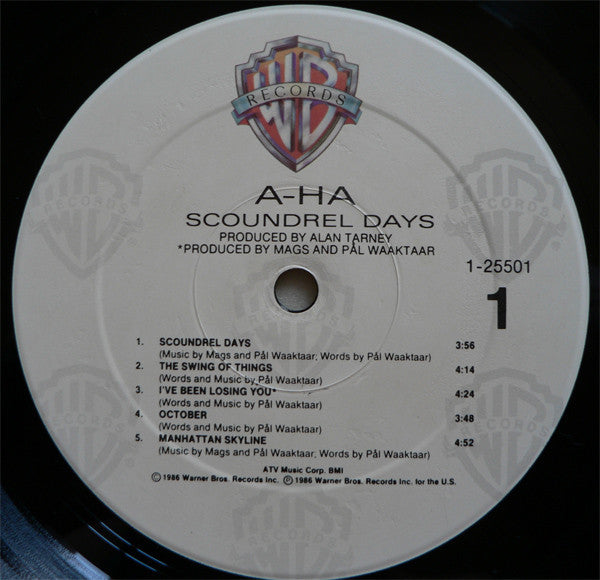 WB
RECORDS
A-HA
SCOUNDREL DAYS
PRODUCED BY ALAN TARNEY
*PRODUCED BY MAGS AND PÅL WAAKTAAR
1-25501
1
1. SCOUNDREL DAYS 3:56
(Music by Mags and Pål Waaktaar; Words by Pål Waaktaar)
2. THE SWING OF THINGS 4:14
(Words and Music by Pål Waaktaar)
3. I'VE BEEN LOSING YOU* 4:24
(Words and Music by Pål Waaktaar)
4. OCTOBER 3:48
(Words and Music by Pål Waaktaar)
5. MANHATTAN SKYLINE 4:52
(Music by Mags and Pål Waaktaar; Words by Pål Waaktaar)
ATV Music Corp. BMI
©1986 Warner Bros. Records Inc. ℗1986 Warner Bros. Records Inc. for the U.S.